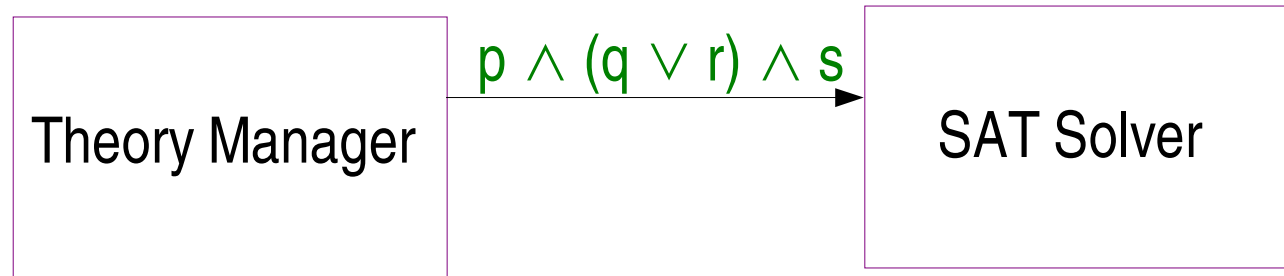 p ∧ (q ∨ r) ∧ s
Theory Manager
SAT Solver